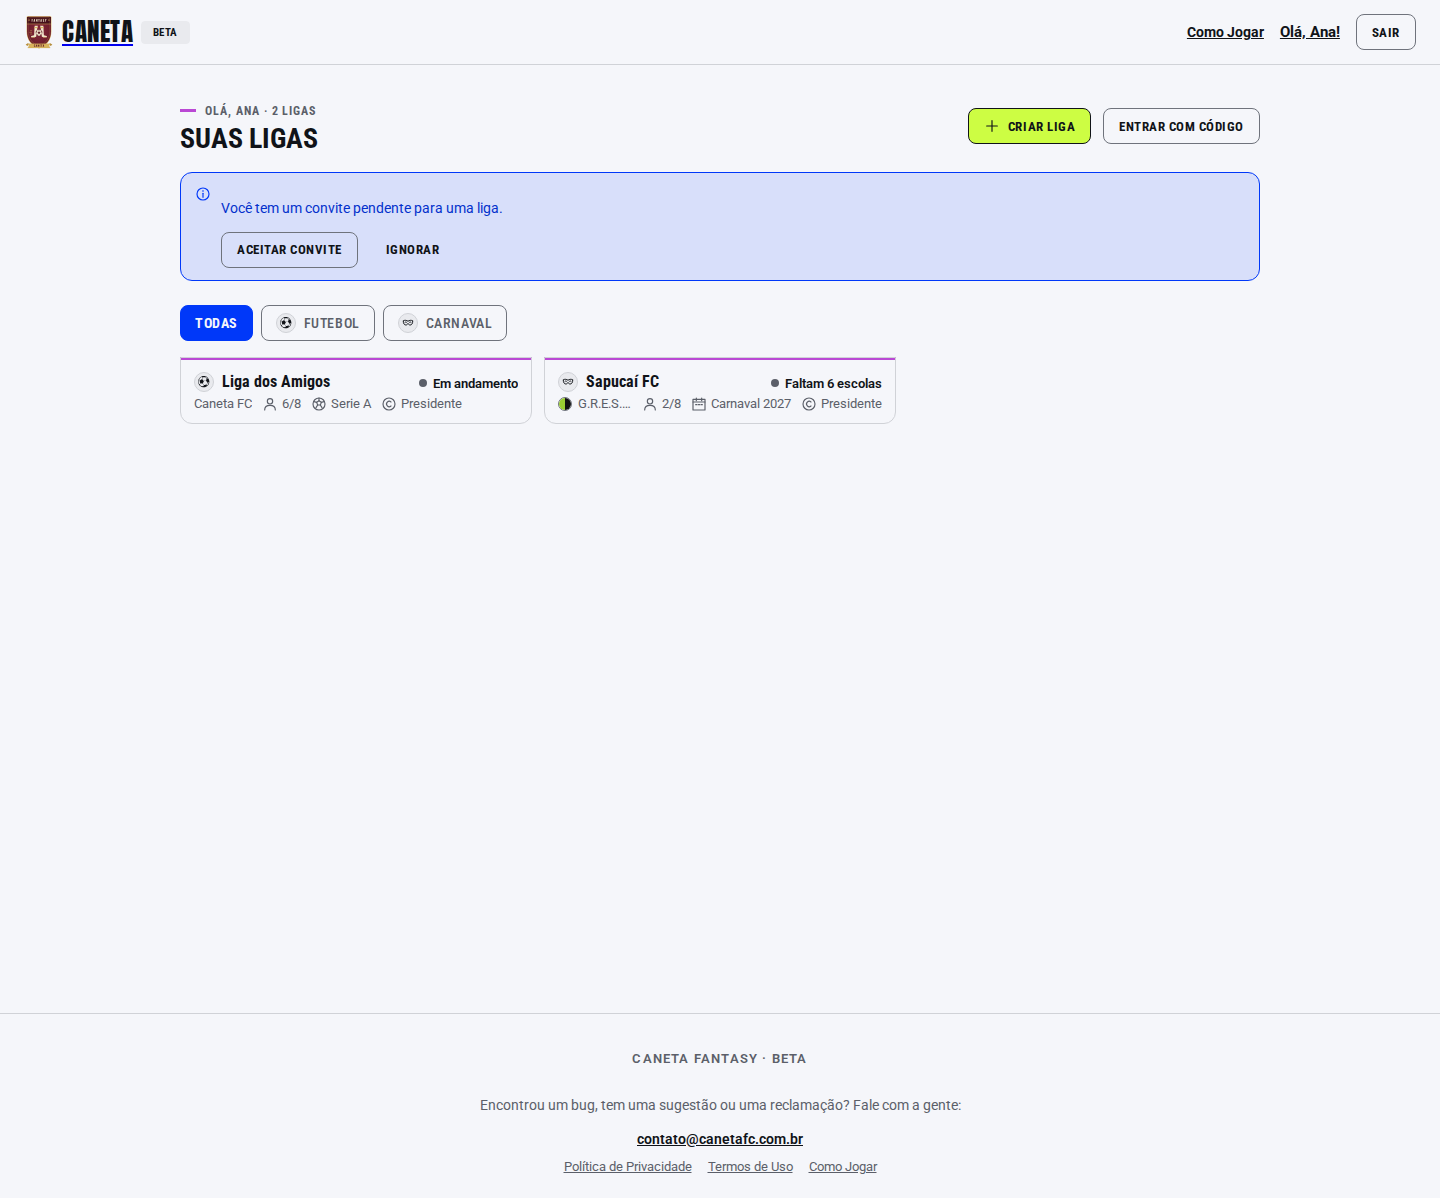 FANTASY
CANETA
CANETA
BETA
Como Jogar
Olá, Ana!
SAIR
OLÁ, ANA · 2 LIGAS
SUAS LIGAS
CRIAR LIGA
ENTRAR COM CÓDIGO
Você tem um convite pendente para uma liga.
ACEITAR CONVITE
IGNORAR
TODAS
FUTEBOL
CARNAVAL
Liga dos Amigos
Em andamento
Caneta FC
6/8
Serie A
Presidente
Sapucaí FC
Faltam 6 escolas
G.R.E.S.…
2/8
Carnaval 2027
Presidente
CANETA FANTASY · BETA
Encontrou um bug, tem uma sugestão ou uma reclamação? Fale com a gente:
contato@canetafc.com.br
Política de Privacidade
Termos de Uso
Como Jogar